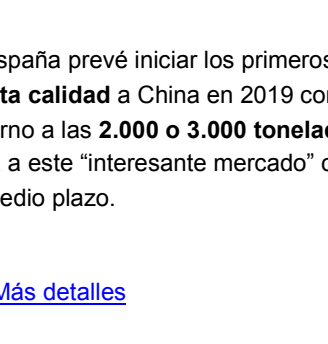 spaña prevé iniciar los primeros
ta calidad a China en 2019 co
rno a las 2.000 o 3.000 tonelad
a este “interesante mercado”
edio plazo.
Más detalles